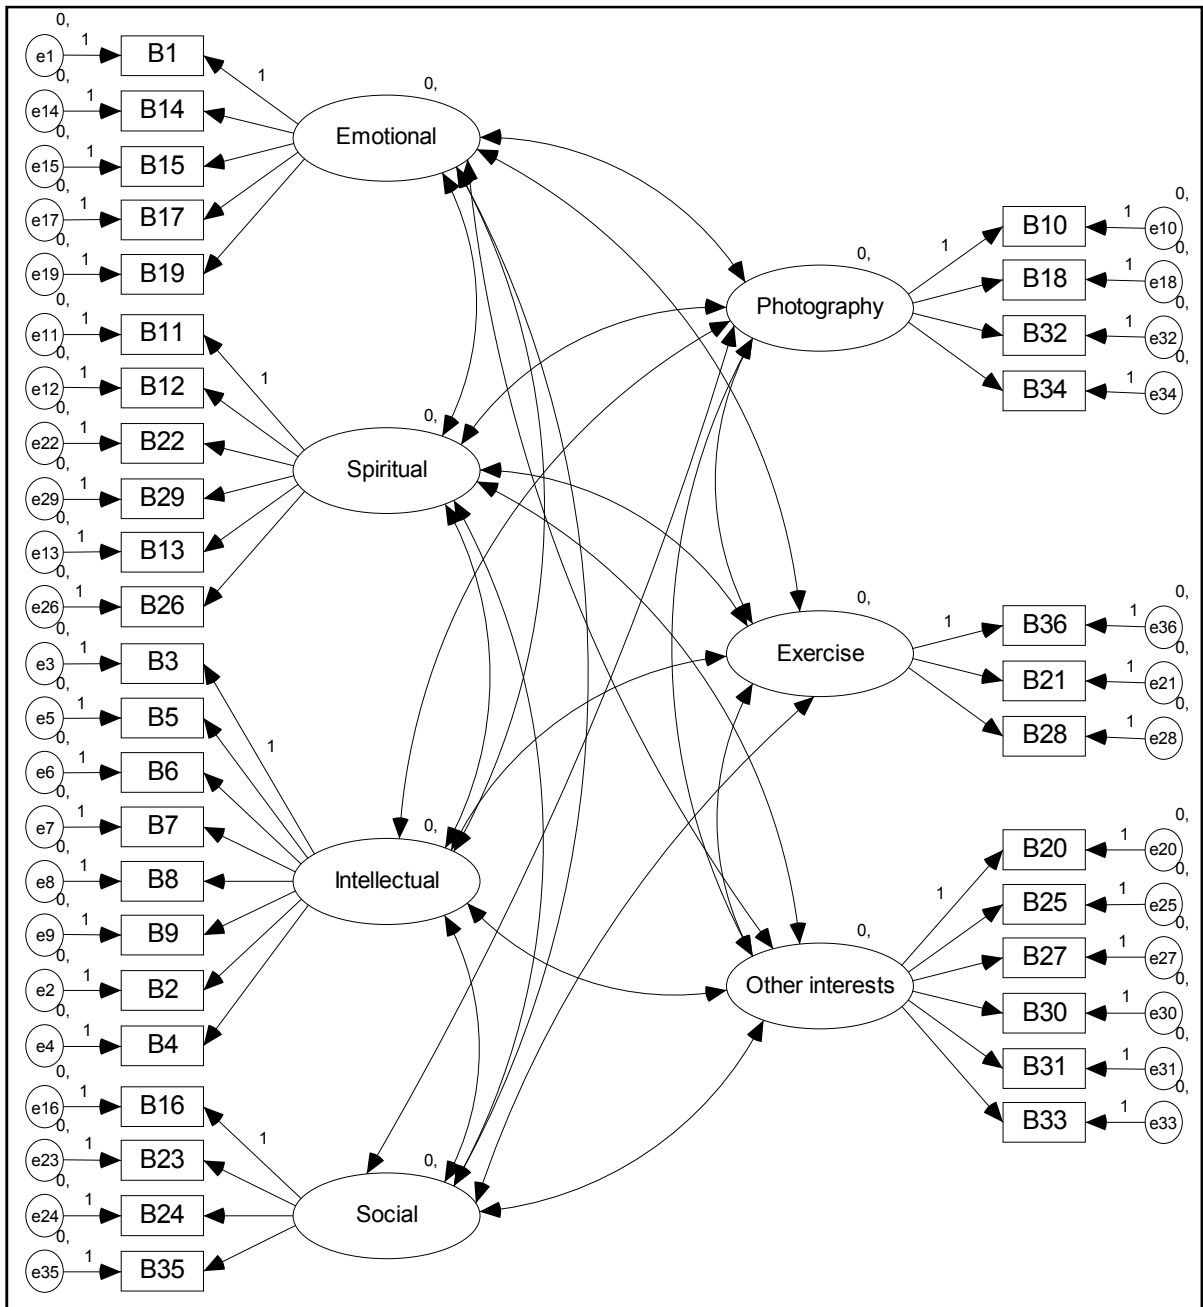 0,
e1 1 B1
0,
e14 1 B14
0,
e15 1 B15
0,
e17 1 B17
0,
e19 1 B19
1
0,
Emotional
0,
e11 1 B11
0,
e12 1 B12
0,
e22 1 B22
0,
e29 1 B29
0,
e13 1 B13
0,
e26 1 B26
1
0,
Spiritual
0,
e3 1 B3
0,
e5 1 B5
0,
e6 1 B6
0,
e7 1 B7
0,
e8 1 B8
0,
e9 1 B9
0,
e2 1 B2
0,
e4 1 B4
1
0,
Intellectual
0,
e16 1 B16
0,
e23 1 B23
0,
e24 1 B24
0,
e35 1 B35
1
0,
Social
0,
Photography
1
0,
B10 1 e10
0,
B18 1 e18
0,
B32 1 e32
0,
B34 1 e34
0,
Exercise
1
0,
B36 1 e36
0,
B21 1 e21
0,
B28 1 e28
0,
Other interests
1
0,
B20 1 e20
0,
B25 1 e25
0,
B27 1 e27
0,
B30 1 e30
0,
B31 1 e31
0,
B33 1 e33